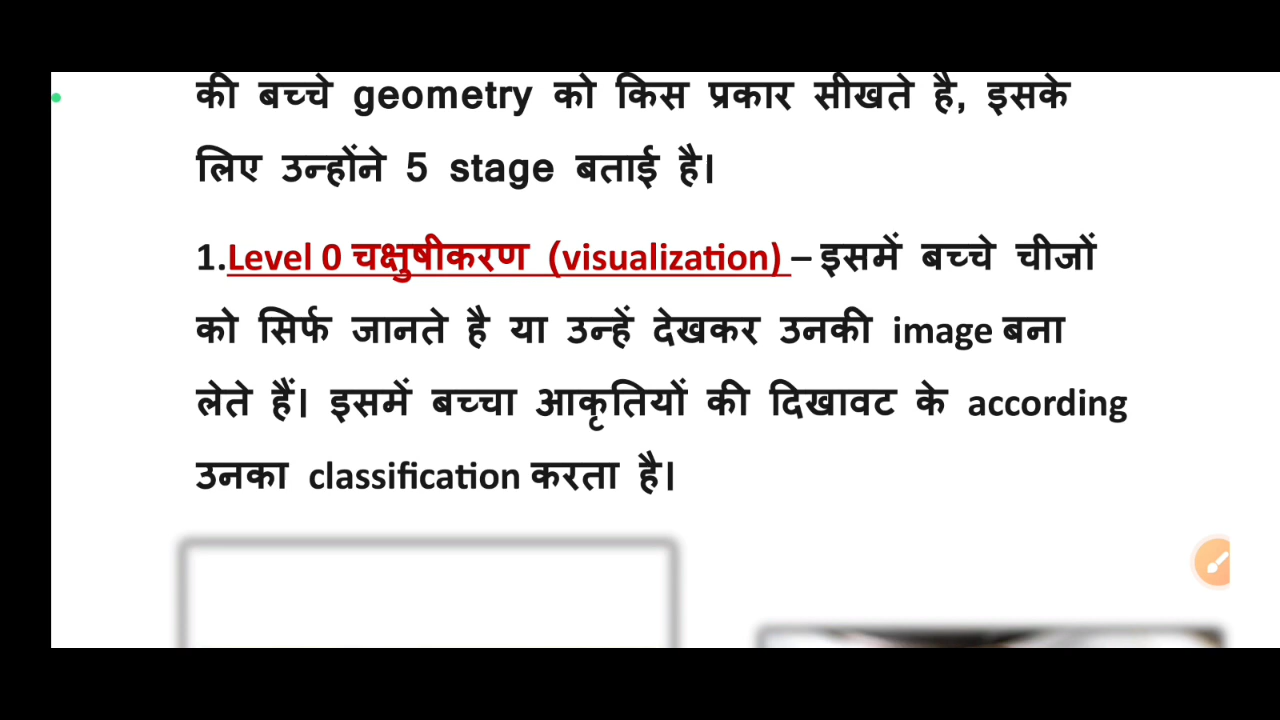 की बच्चे geometry को किस प्रकार सीखते है, इसके
लिए उन्होंने 5 stage बताई है।
1.Level 0 चक्षुषीकरण (visualization) – इसमें बच्चे चीजों
को सिर्फ जानते है या उन्हें देखकर उनकी image बना
लेते हैं। इसमें बच्चा आकृतियों की दिखावट के according
उनका classification करता है।